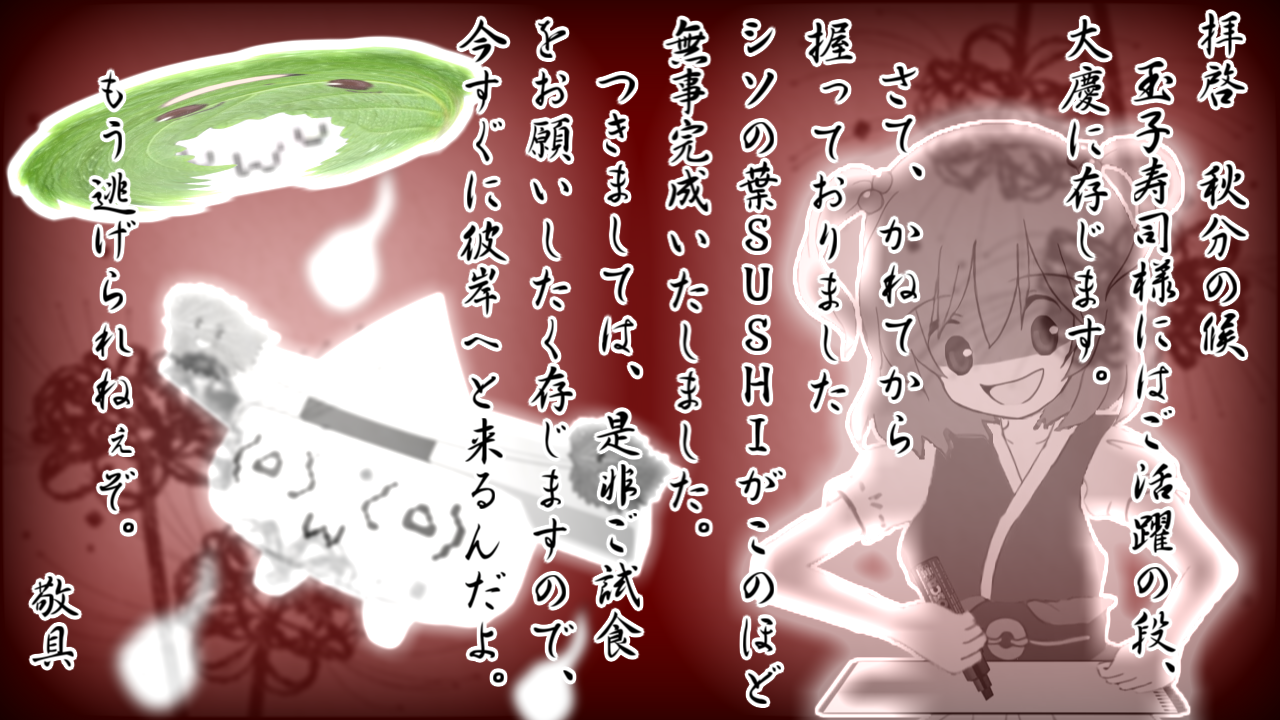 拝啓　秋分の候
玉子寿司様にはご活躍の段、
大慶に存じます。
さて、かねてから
握っておりました
シソの葉SUSHIがこのほど
無事完成いたしました。
つきましては、是非ご試食
をお願いしたく存じますので、
今すぐに彼岸へと来るんだよ。
もう逃げられねぇぞ。
敬具